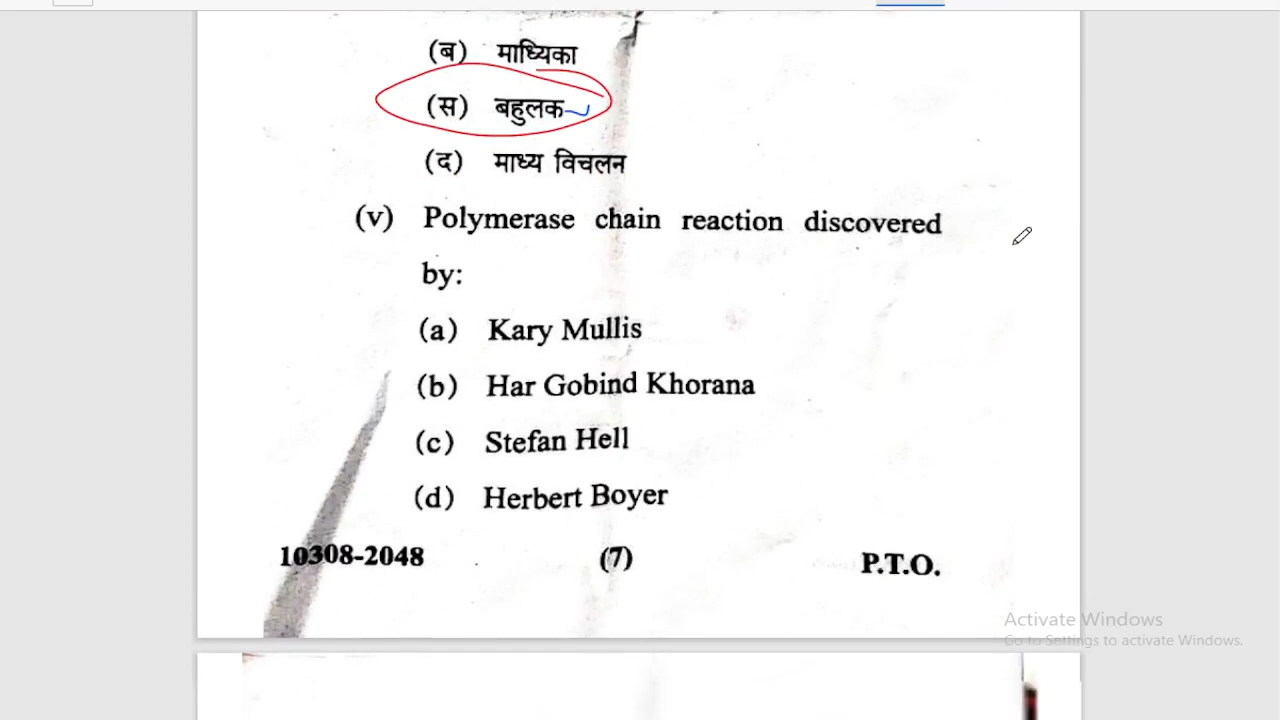 (ब) माध्यिका
(स) बहुलक
(द) माध्य विचलन
(v) Polymerase chain reaction discovered
by:
(a) Kary Mullis
(b) Har Gobind Khorana
(c) Stefan Hell
(d) Herbert Boyer
10308-2048 (7) P.T.O.
Activate Windows
Go to Settings to activate Windows.